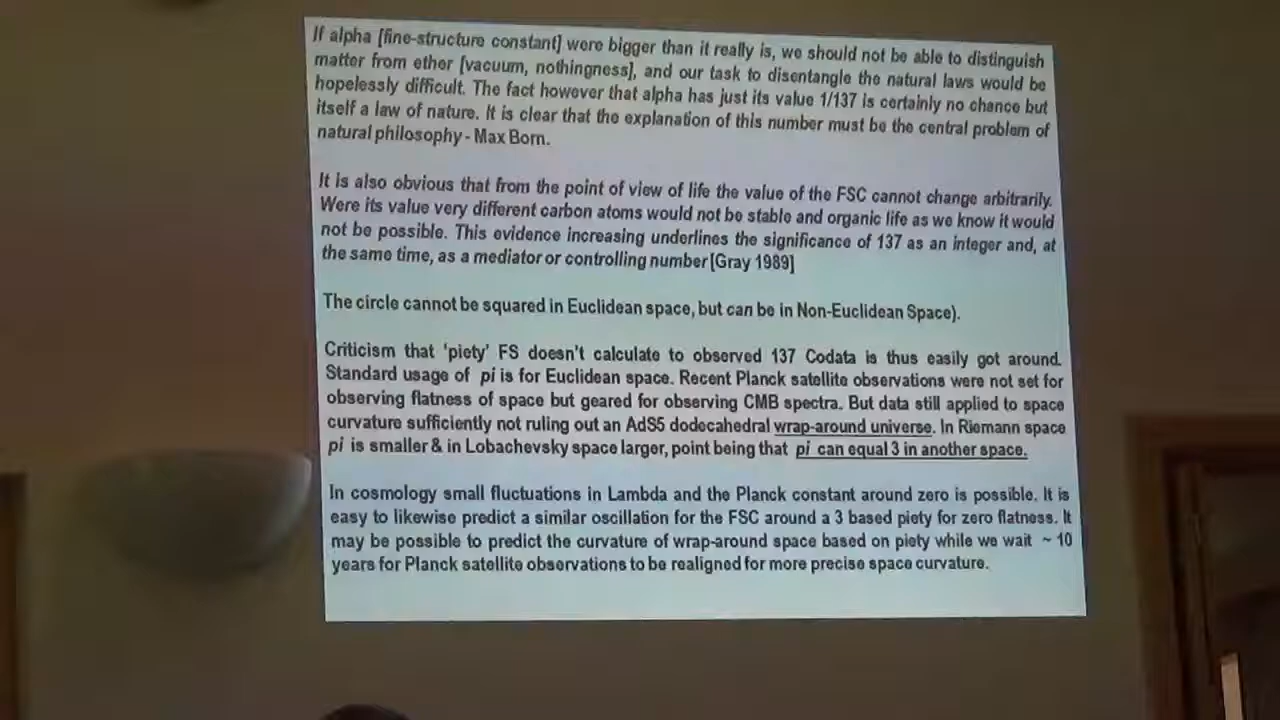 If alpha [fine-structure constant] were bigger than it really is, we should not be able to distinguish
matter from ether [vacuum, nothingness], and our task to disentangle the natural laws would be
hopelessly difficult. The fact however that alpha has just its value 1/137 is certainly no chance but
itself a law of nature. It is clear that the explanation of this number must be the central problem of
natural philosophy - Max Born.
It is also obvious that from the point of view of life the value of the FSC cannot change arbitrarily.
Were its value very different carbon atoms would not be stable and organic life as we know it would
not be possible. This evidence increasing underlines the significance of 137 as an integer and, at
the same time, as a mediator or controlling number [Gray 1989]
The circle cannot be squared in Euclidean space, but can be in Non-Euclidean Space).
Criticism that 'piety' FS doesn't calculate to observed 137 Codata is thus easily got around.
Standard usage of pi is for Euclidean space. Recent Planck satellite observations were not set for
observing flatness of space but geared for observing CMB spectra. But data still applied to space
curvature sufficiently not ruling out an AdS5 dodecahedral wrap-around universe. In Riemann space
pi is smaller & in Lobachevsky space larger, point being that pi can equal 3 in another space.
In cosmology small fluctuations in Lambda and the Planck constant around zero is possible. It is
easy to likewise predict a similar oscillation for the FSC around a 3 based piety for zero flatness. It
may be possible to predict the curvature of wrap-around space based on piety while we wait ~ 10
years for Planck satellite observations to be realigned for more precise space curvature.